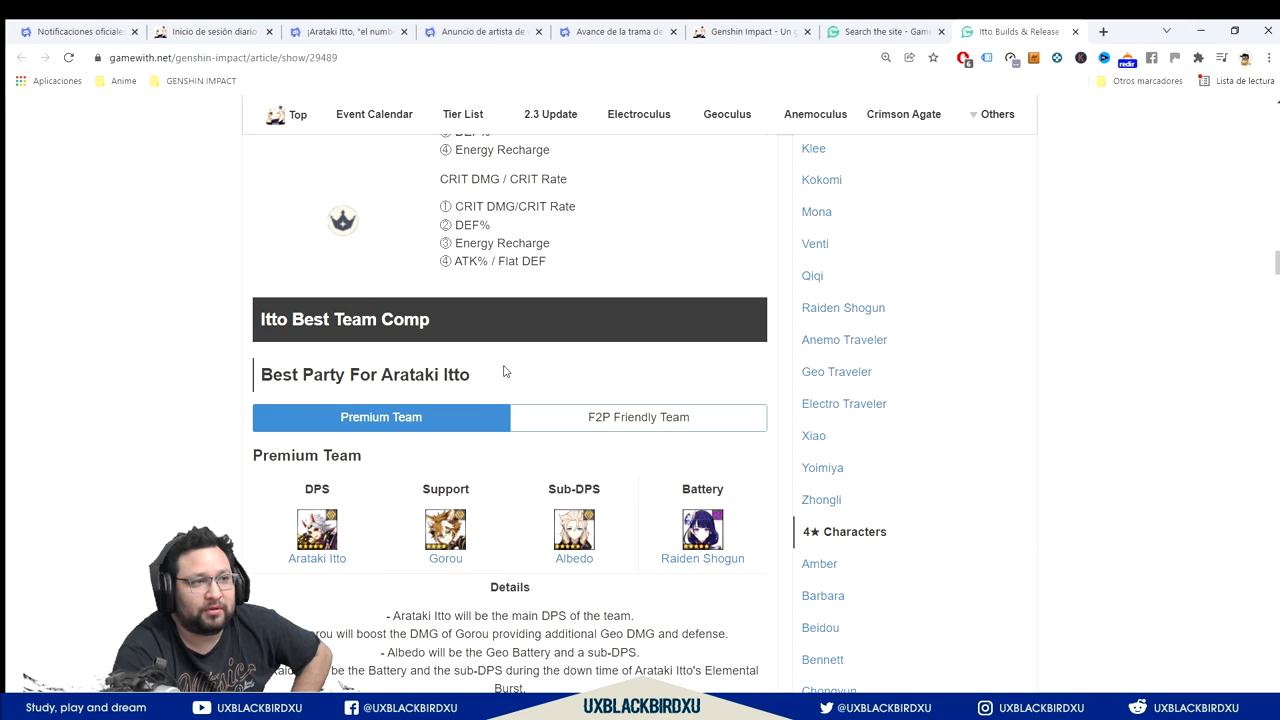 Notificaciones oficiale
Inicio de sesión diario
¡Arataki Itto, "el numb
Anuncio de artista de
Avance de la trama de
Genshin Impact - Un g
Search the site - Game
Itto Builds & Release
gamewith.net/genshin-impact/article/show/29489
6
redir
Aplicaciones
Anime
GENSHIN IMPACT
Otros marcadores
Lista de lectura
Top
Event Calendar
Tier List
2.3 Update
Electroculus
Geoculus
Anemoculus
Crimson Agate
Others
③ DEF%
④ Energy Recharge
CRIT DMG / CRIT Rate
① CRIT DMG/CRIT Rate
② DEF%
③ Energy Recharge
④ ATK% / Flat DEF
Itto Best Team Comp
Best Party For Arataki Itto
Premium Team
F2P Friendly Team
Premium Team
DPS
Support
Sub-DPS
Battery
Arataki Itto
Gorou
Albedo
Raiden Shogun
Details
- Arataki Itto will be the main DPS of the team.
rou will boost the DMG of Gorou providing additional Geo DMG and defense.
- Albedo will be the Geo Battery and a sub-DPS.
be the Battery and the sub-DPS during the down time of Arataki Itto's Elemental
Burst.
Klee
Kokomi
Mona
Venti
Qiqi
Raiden Shogun
Anemo Traveler
Geo Traveler
Electro Traveler
Xiao
Yoimiya
Zhongli
4★ Characters
Amber
Barbara
Beidou
Bennett
Chongyun
Study, play and dream
UXBLACKBIRDXU
@UXBLACKBIRDXU
UXBLACKBIRDXU
@UXBLACKBIRDXU
UXBLACKBIRDXU
UXBLACKBIRDXU